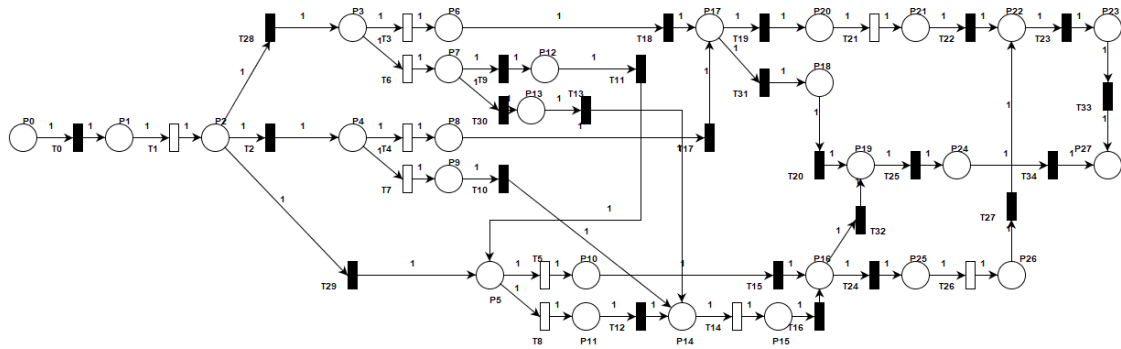 P3 P6 P17 P20 P21 P22 P23
1 1 1 1 1 1 1 1 1 1 1 1
T28 T3 T18 T19 T21 T22 T23
1 1 P7 P12 1
1 1 1 P18
T6 T9 T11 T31 T33
1 1 P13 1 T13
T30
P0 P1 P2 P4 P8
1 1 1 1 1 1 1 1 1
T0 T1 T2 T4 T17
1 P9 P19 P24 P27
1 1 1 1 1 1 1
T7 T10 T20 T25 T34
1 1 1 T32 T27
1 T5 P10 P16 P25 P26
1 1 1 1 1 1 1 1
T29 P5 T15 T24 T26
1 1 1 1 1 1 1
T8 P11 T12 P14 T14 P15 T16